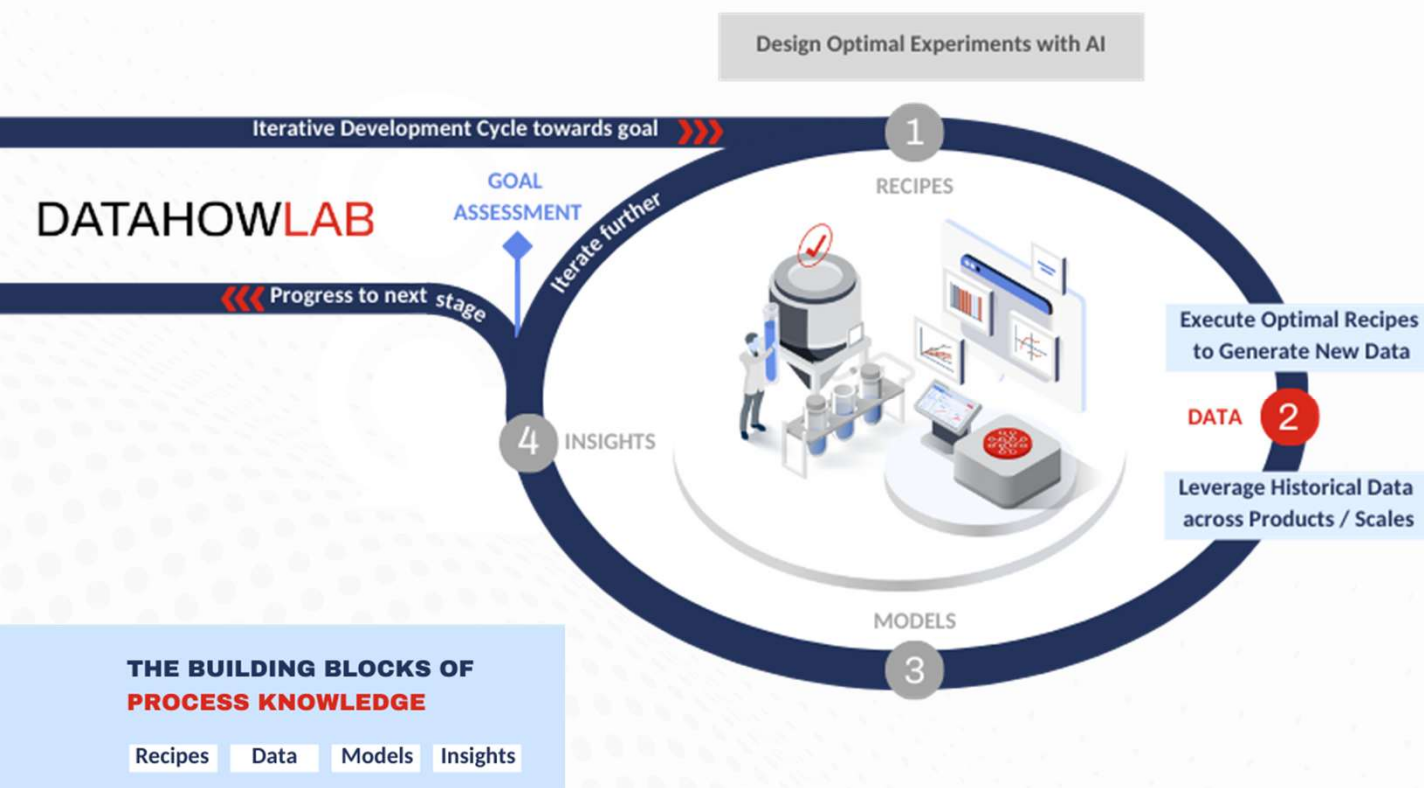 Design Optimal Experiments with AI
Iterative Development Cycle towards goal
1
RECIPES
GOAL
ASSESSMENT
DATAHOWLAB
Iterate further
Progress to next stage
Execute Optimal Recipes
to Generate New Data
DATA
2
4
INSIGHTS
Leverage Historical Data
across Products / Scales
MODELS
3
THE BUILDING BLOCKS OF
PROCESS KNOWLEDGE
Recipes Data Models Insights